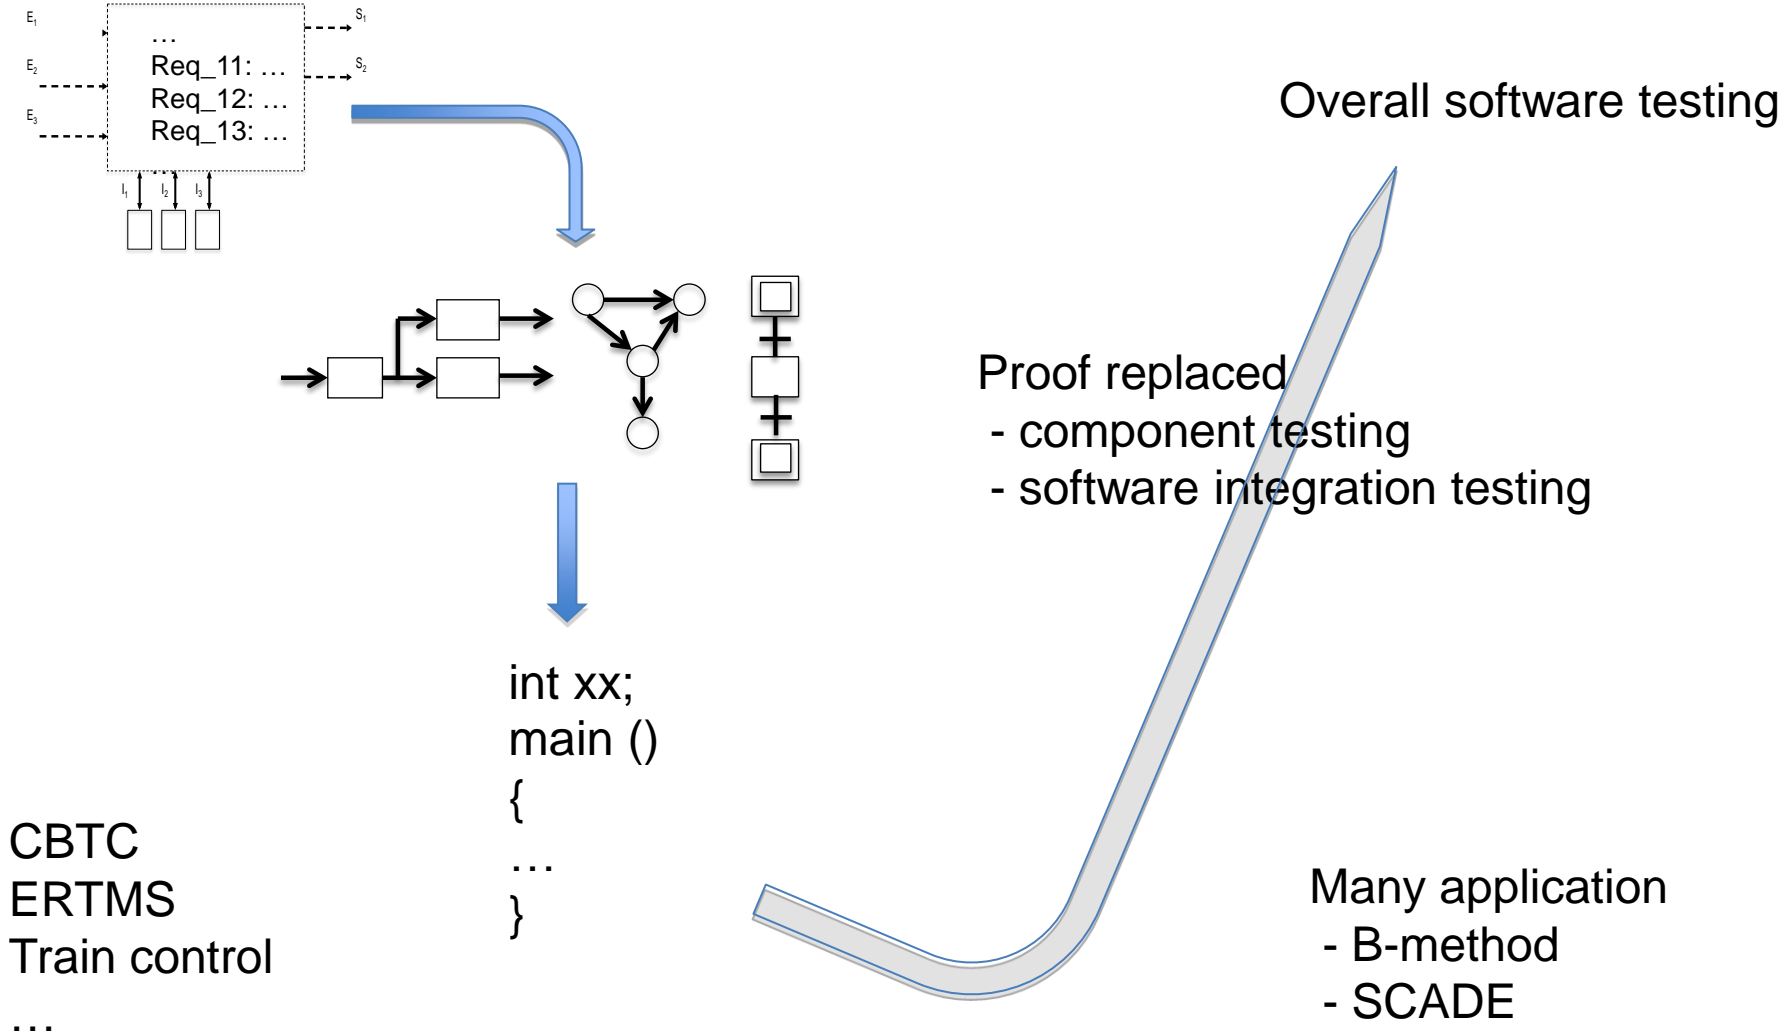 E1
S1
…
E2
Req_11: …
S2
Req_12: …
E3
Req_13: …
I1 I2 I3
Overall software testing
Proof replaced
- component testing
- software integration testing
int xx;
main ()
{
…
}
CBTC
ERTMS
Train control
…
Many application
- B-method
- SCADE